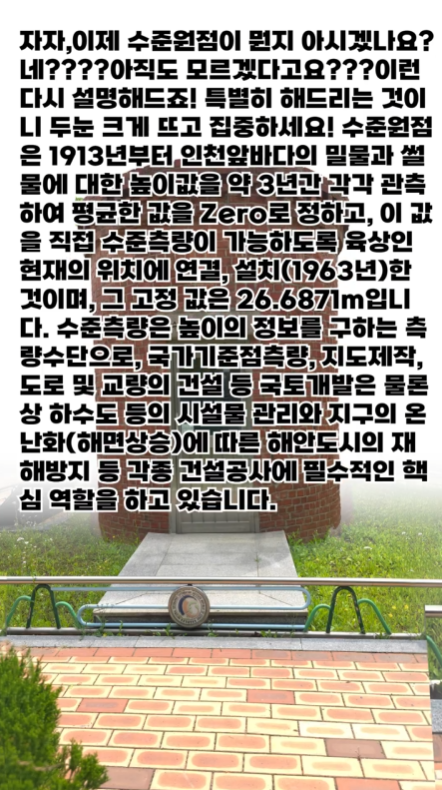 자자,이제 수준원점이 뭔지 아시겠나요?
네????아직도 모르겠다고요???이런
다시 설명해드죠! 특별히 해드리는 것이
니 두눈 크게 뜨고 집중하세요! 수준원점
은 1913년부터 인천앞바다의 밀물과 썰
물에 대한 높이값을 약 3년간 각각 관측
하여 평균한 값을 Zero로 정하고, 이 값
을 직접 수준측량이 가능하도록 육상인
현재의 위치에 연결, 설치(1963년)한
것이며, 그 고정 값은 26.6871m입니
다. 수준측량은 높이의 정보를 구하는 측
량수단으로, 국가기준점측량, 지도제작,
도로 및 교량의 건설 등 국토개발은 물론
상 하수도 등의 시설물 관리와 지구의 온
난화(해면상승)에 따른 해안도시의 재
해방지 등 각종 건설공사에 필수적인 핵
심 역할을 하고 있습니다.